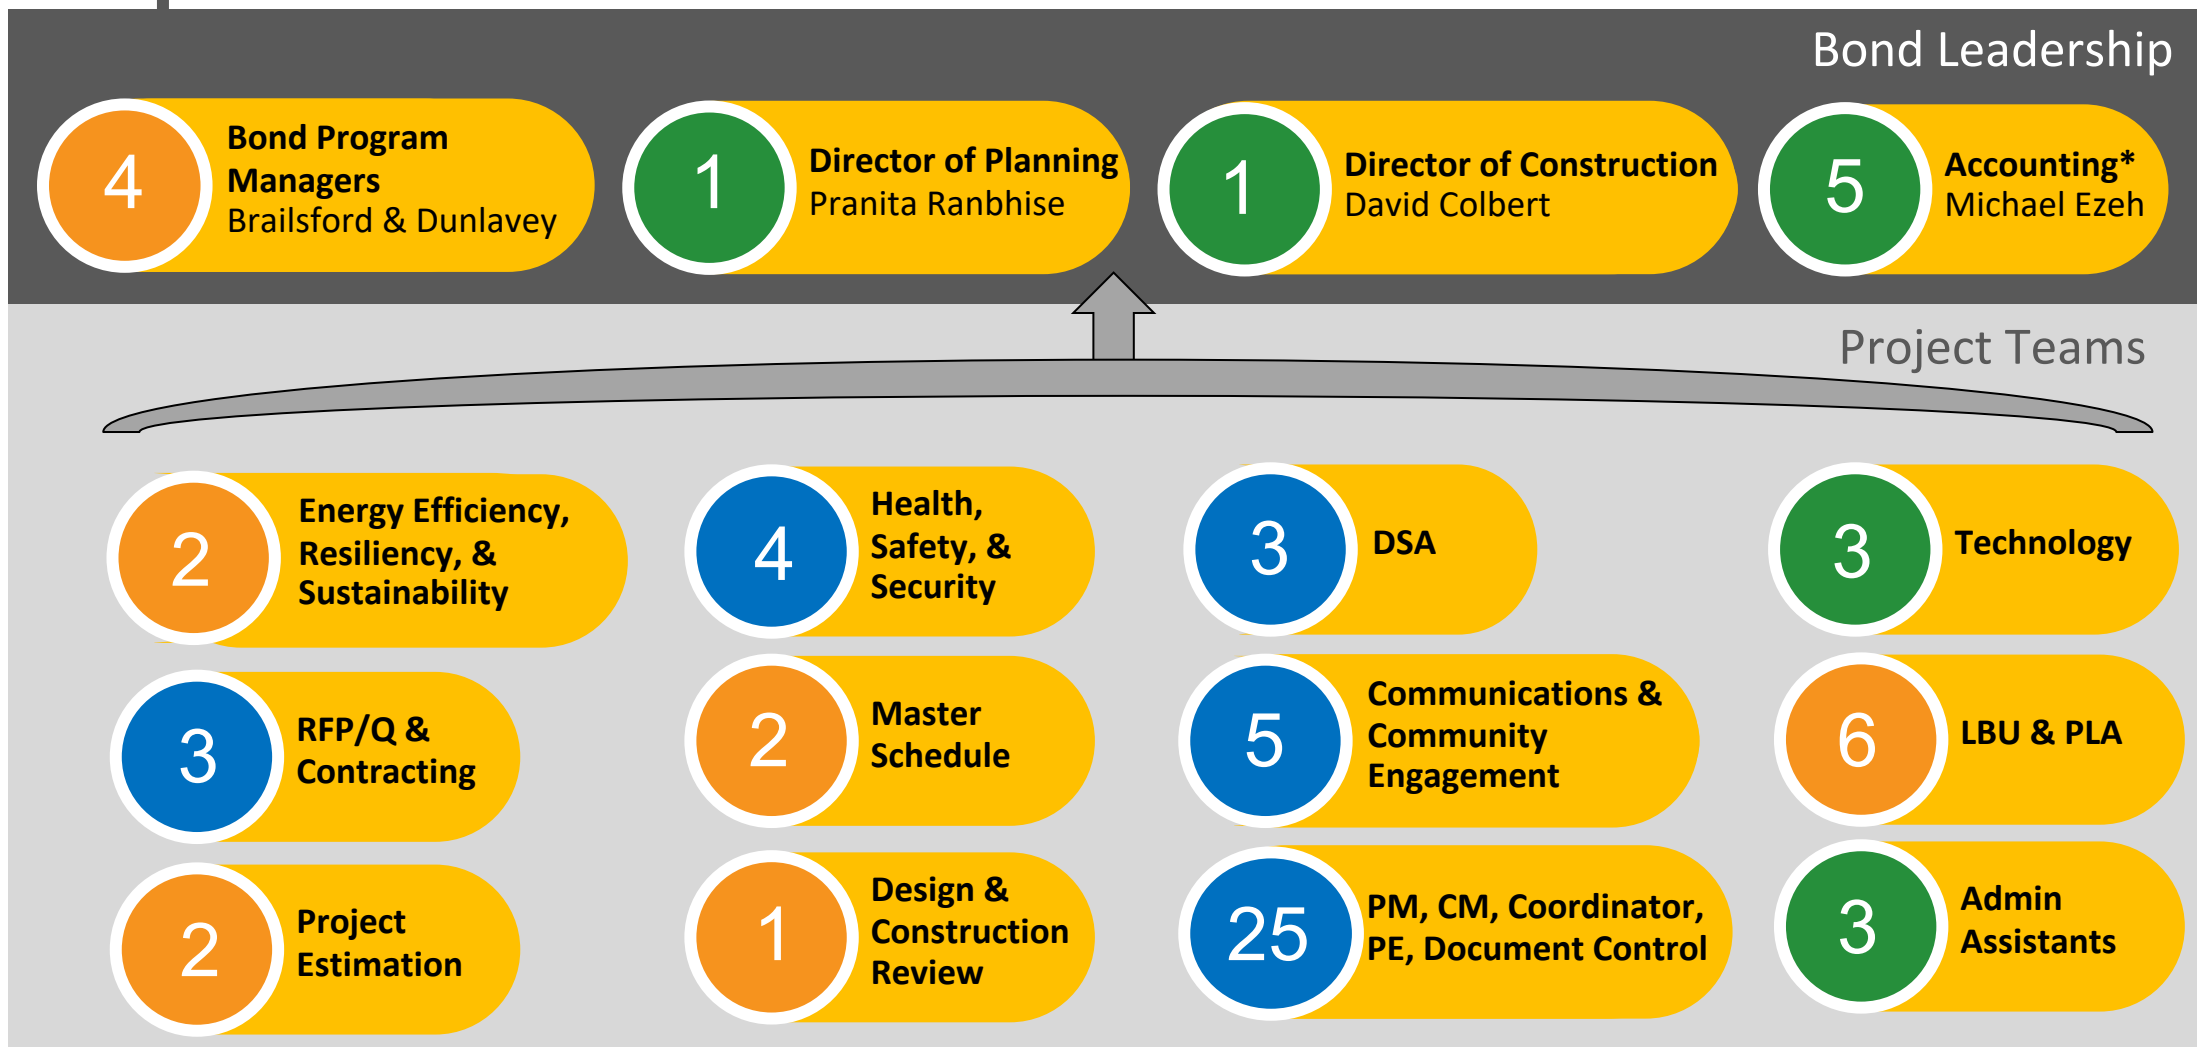 Bond Leadership
4
Bond Program
Managers
Brailsford & Dunlavey
1
Director of Planning
Pranita Ranbhise
1
Director of Construction
David Colbert
5
Accounting*
Michael Ezeh
Project Teams
2
Energy Efficiency,
Resiliency, &
Sustainability
4
Health,
Safety, &
Security
3
DSA
3
Technology
3
RFP/Q &
Contracting
2
Master
Schedule
5
Communications &
Community
Engagement
6
LBU & PLA
2
Project
Estimation
1
Design &
Construction
Review
25
PM, CM, Coordinator,
PE, Document Control
3
Admin
Assistants